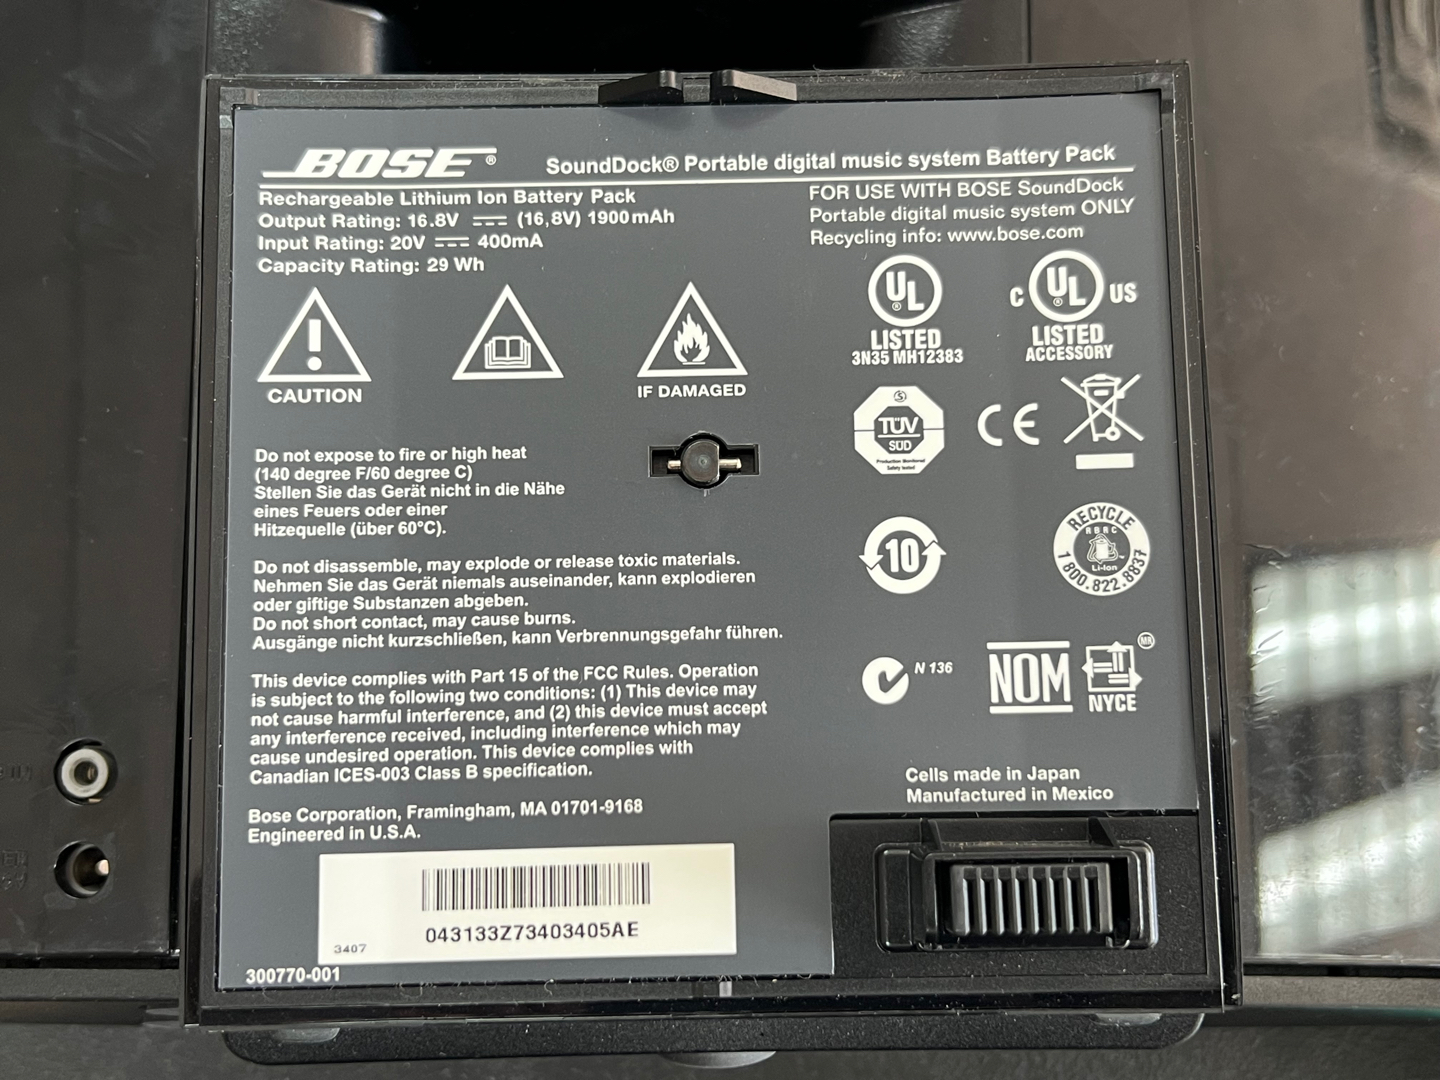 BOSE®
SoundDock® Portable digital music system Battery Pack
Rechargeable Lithium Ion Battery Pack
Output Rating: 16.8V ⎓ (16,8V) 1900mAh
Input Rating: 20V ⎓ 400mA
Capacity Rating: 29 Wh
FOR USE WITH BOSE SoundDock
Portable digital music system ONLY
Recycling info: www.bose.com
CAUTION
IF DAMAGED
UL®
LISTED
3N35 MH12383
C UL® US
LISTED
ACCESSORY
S
TÜV
SÜD
Production Monitored
Safety tested
CE
Do not expose to fire or high heat
(140 degree F/60 degree C)
Stellen Sie das Gerät nicht in die Nähe
eines Feuers oder einer
Hitzequelle (über 60°C).
10
RECYCLE
RBRC
Li-Ion
1.800.822.8837
Do not disassemble, may explode or release toxic materials.
Nehmen Sie das Gerät niemals auseinander, kann explodieren
oder giftige Substanzen abgeben.
Do not short contact, may cause burns.
Ausgänge nicht kurzschließen, kann Verbrennungsgefahr führen.
N 136
NOM
NYCE
MR
This device complies with Part 15 of the FCC Rules. Operation
is subject to the following two conditions: (1) This device may
not cause harmful interference, and (2) this device must accept
any interference received, including interference which may
cause undesired operation. This device complies with
Canadian ICES-003 Class B specification.
Cells made in Japan
Manufactured in Mexico
Bose Corporation, Framingham, MA 01701-9168
Engineered in U.S.A.
043133Z73403405AE
3407
300770-001